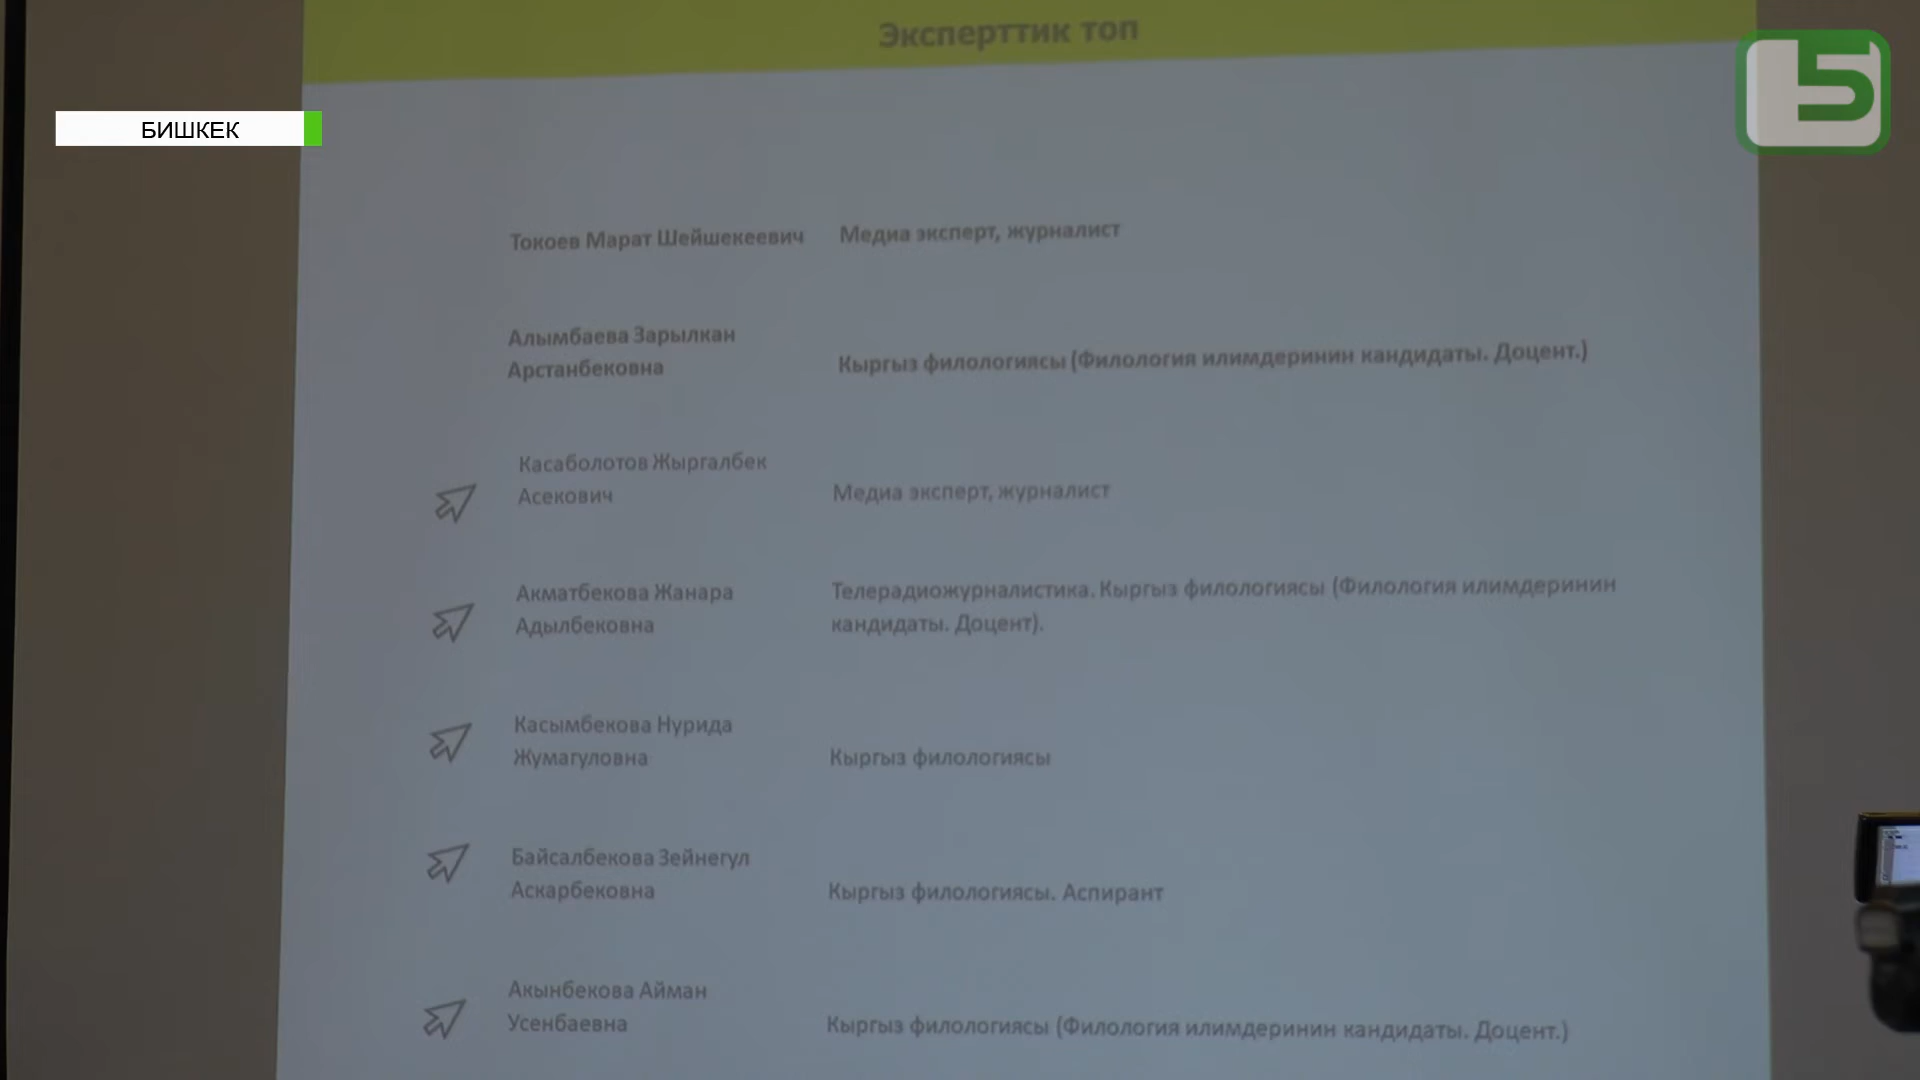 Эксперттик топ
БИШКЕК
Токоев Марат Шейшекеевич
Медиа эксперт, журналист
Алымбаева Зарылкан
Арстанбековна
Кыргыз филологиясы (Филология илимдеринин кандидаты. Доцент.)
Касаболотов Жыргалбек
Асекович
Медиа эксперт, журналист
Акматбекова Жанара
Адылбековна
Телерадиожурналистика. Кыргыз филологиясы (Филология илимдеринин
кандидаты. Доцент).
Касымбекова Нурида
Жумагуловна
Кыргыз филологиясы
Байсалбекова Зейнегул
Аскарбековна
Кыргыз филологиясы. Аспирант
Акынбекова Айман
Усенбаевна
Кыргыз филологиясы (Филология илимдеринин кандидаты. Доцент.)